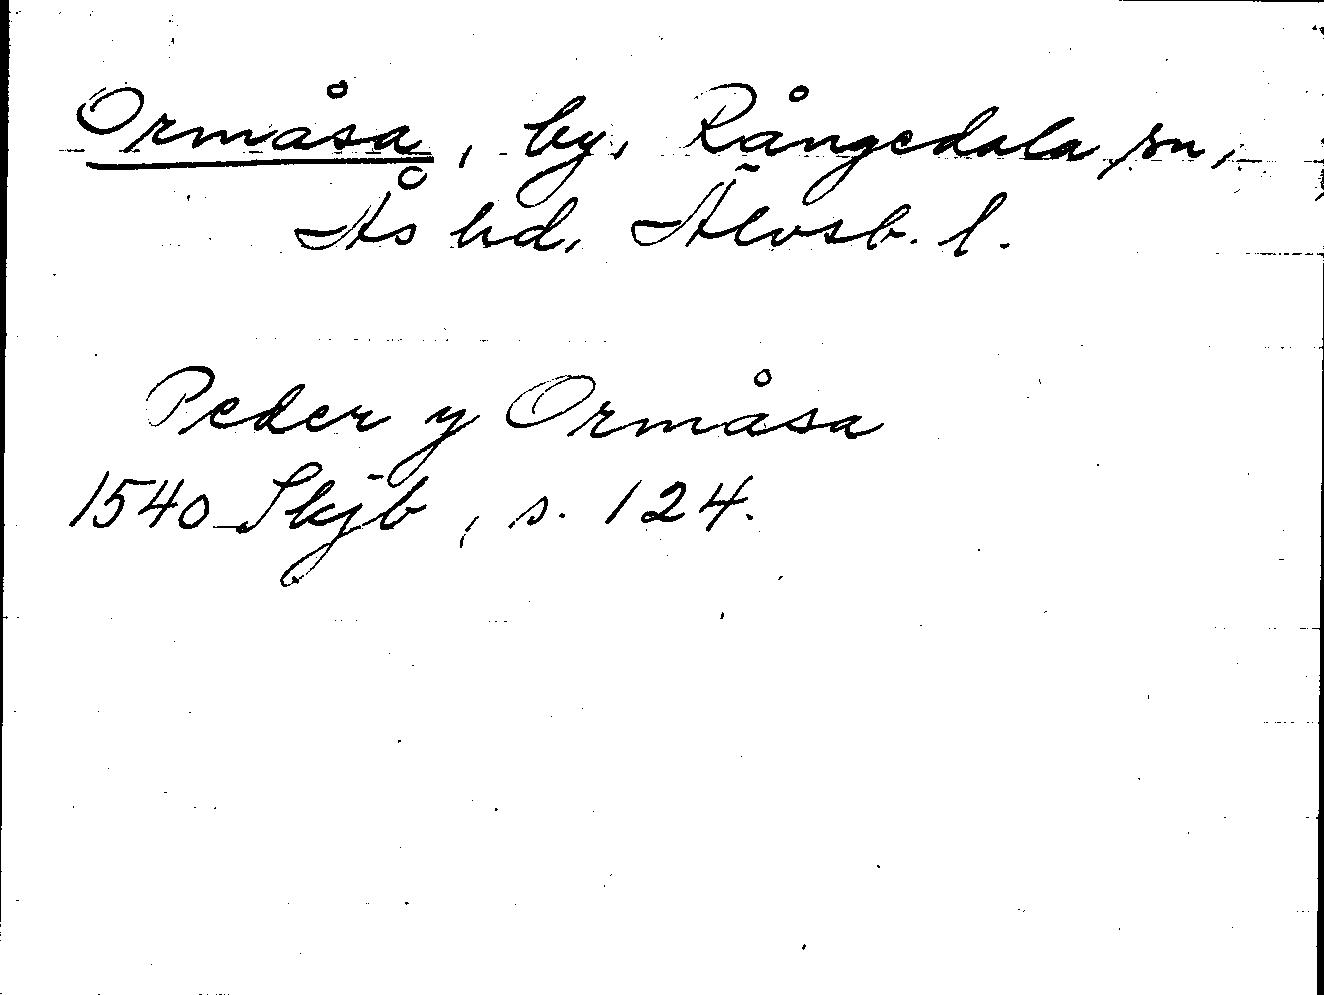 Ormåsa, by, Rångedala sn,
Ås hd, Älvsb. l.
Peder y Ormåsa
1540 Skjb, s. 124.